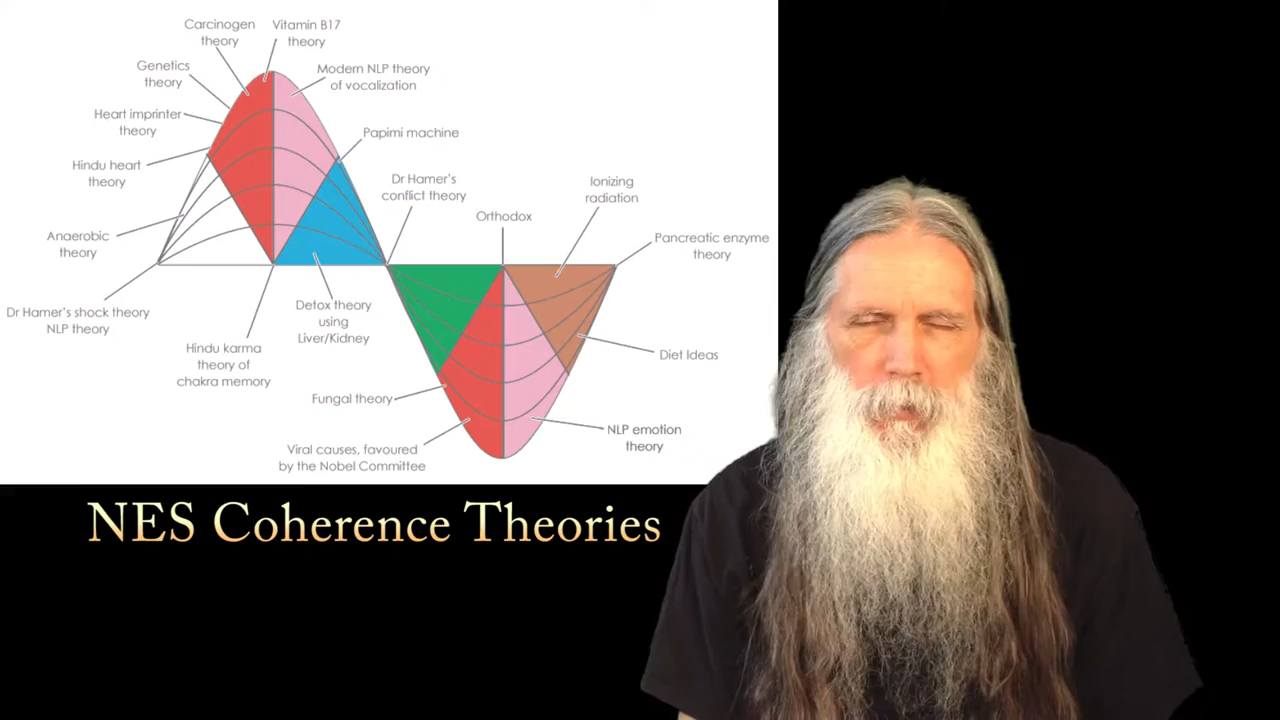 Carcinogen
theory
Vitamin B17
theory
Genetics
theory
Modern NLP theory
of vocalization
Heart imprinter
theory
Papimi machine
Hindu heart
theory
Dr Hamer's
conflict theory
Ionizing
radiation
Orthodox
Anaerobic
theory
Pancreatic enzyme
theory
Dr Hamer's shock theory
NLP theory
Detox theory
using
Liver/Kidney
Hindu karma
theory of
chakra memory
Diet Ideas
Fungal theory
NLP emotion
theory
Viral causes, favoured
by the Nobel Committee
NES Coherence Theories